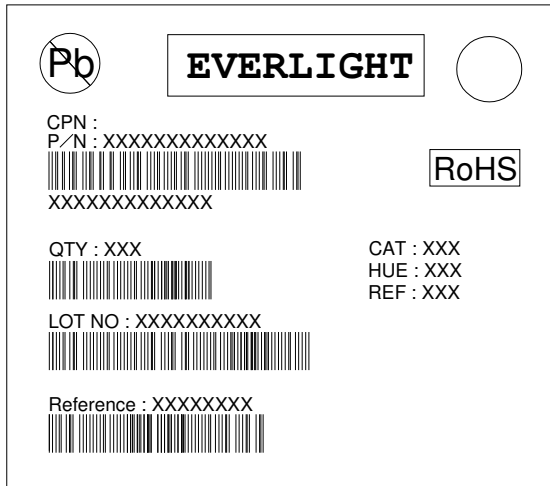 Pb
EVERLIGHT
CPN :
P/N : XXXXXXXXXXXXX
RoHS
XXXXXXXXXXXXX
QTY : XXX
CAT : XXX
HUE : XXX
REF : XXX
LOT NO : XXXXXXXXXX
Reference : XXXXXXXX